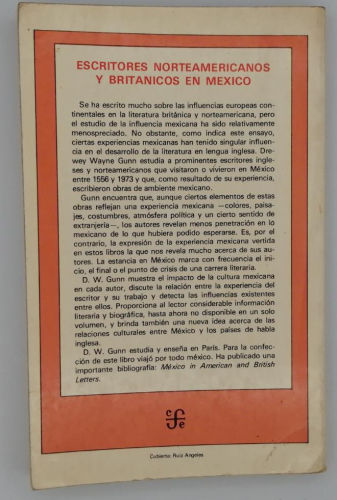 ESCRITORES NORTEAMERICANOS
Y BRITANICOS EN MEXICO
Se ha escrito mucho sobre las influencias europeas con-
tinentales en la literatura británica y norteamericana, pero
el estudio de la influencia mexicana ha sido relativamente
menospreciado. No obstante, como indica este ensayo,
ciertas experiencias mexicanas han tenido singular influen-
cia en el desarrollo de la literatura en lengua inglesa. Dre-
wey Wayne Gunn estudia a prominentes escritores ingle-
ses y norteamericanos que visitaron o vivieron en México
entre 1556 y 1973 y que, como resultado de su experiencia,
escribieron obras de ambiente mexicano.
Gunn encuentra que, aunque ciertos elementos de estas
obras reflejan una experiencia mexicana —colores, paisa-
jes, costumbres, atmósfera política y un cierto sentido de
extranjería—, los autores revelan menos penetración en lo
mexicano de lo que hubiera podido esperarse. Es, por el
contrario, la expresión de la experiencia mexicana vertida
en estos libros la que nos revela mucho acerca de sus au-
tores. La estancia en México marca con frecuencia el ini-
cio, el final o el punto de crisis de una carrera literaria.
D. W. Gunn muestra el impacto de la cultura mexicana
en cada autor, discute la relación entre la experiencia del
escritor y su trabajo y detecta las influencias existentes
entre ellos. Proporciona al lector considerable información
literaria y biográfica, hasta ahora no disponible en un solo
volumen, y brinda también una nueva idea acerca de las
relaciones culturales entre México y los países de habla
inglesa.
D. W. Gunn estudia y enseña en París. Para la confec-
ción de este libro viajó por todo méxico. Ha publicado una
importante bibliografía: México in American and British
Letters.
cfe
Cubierta: Ruiz Angeles